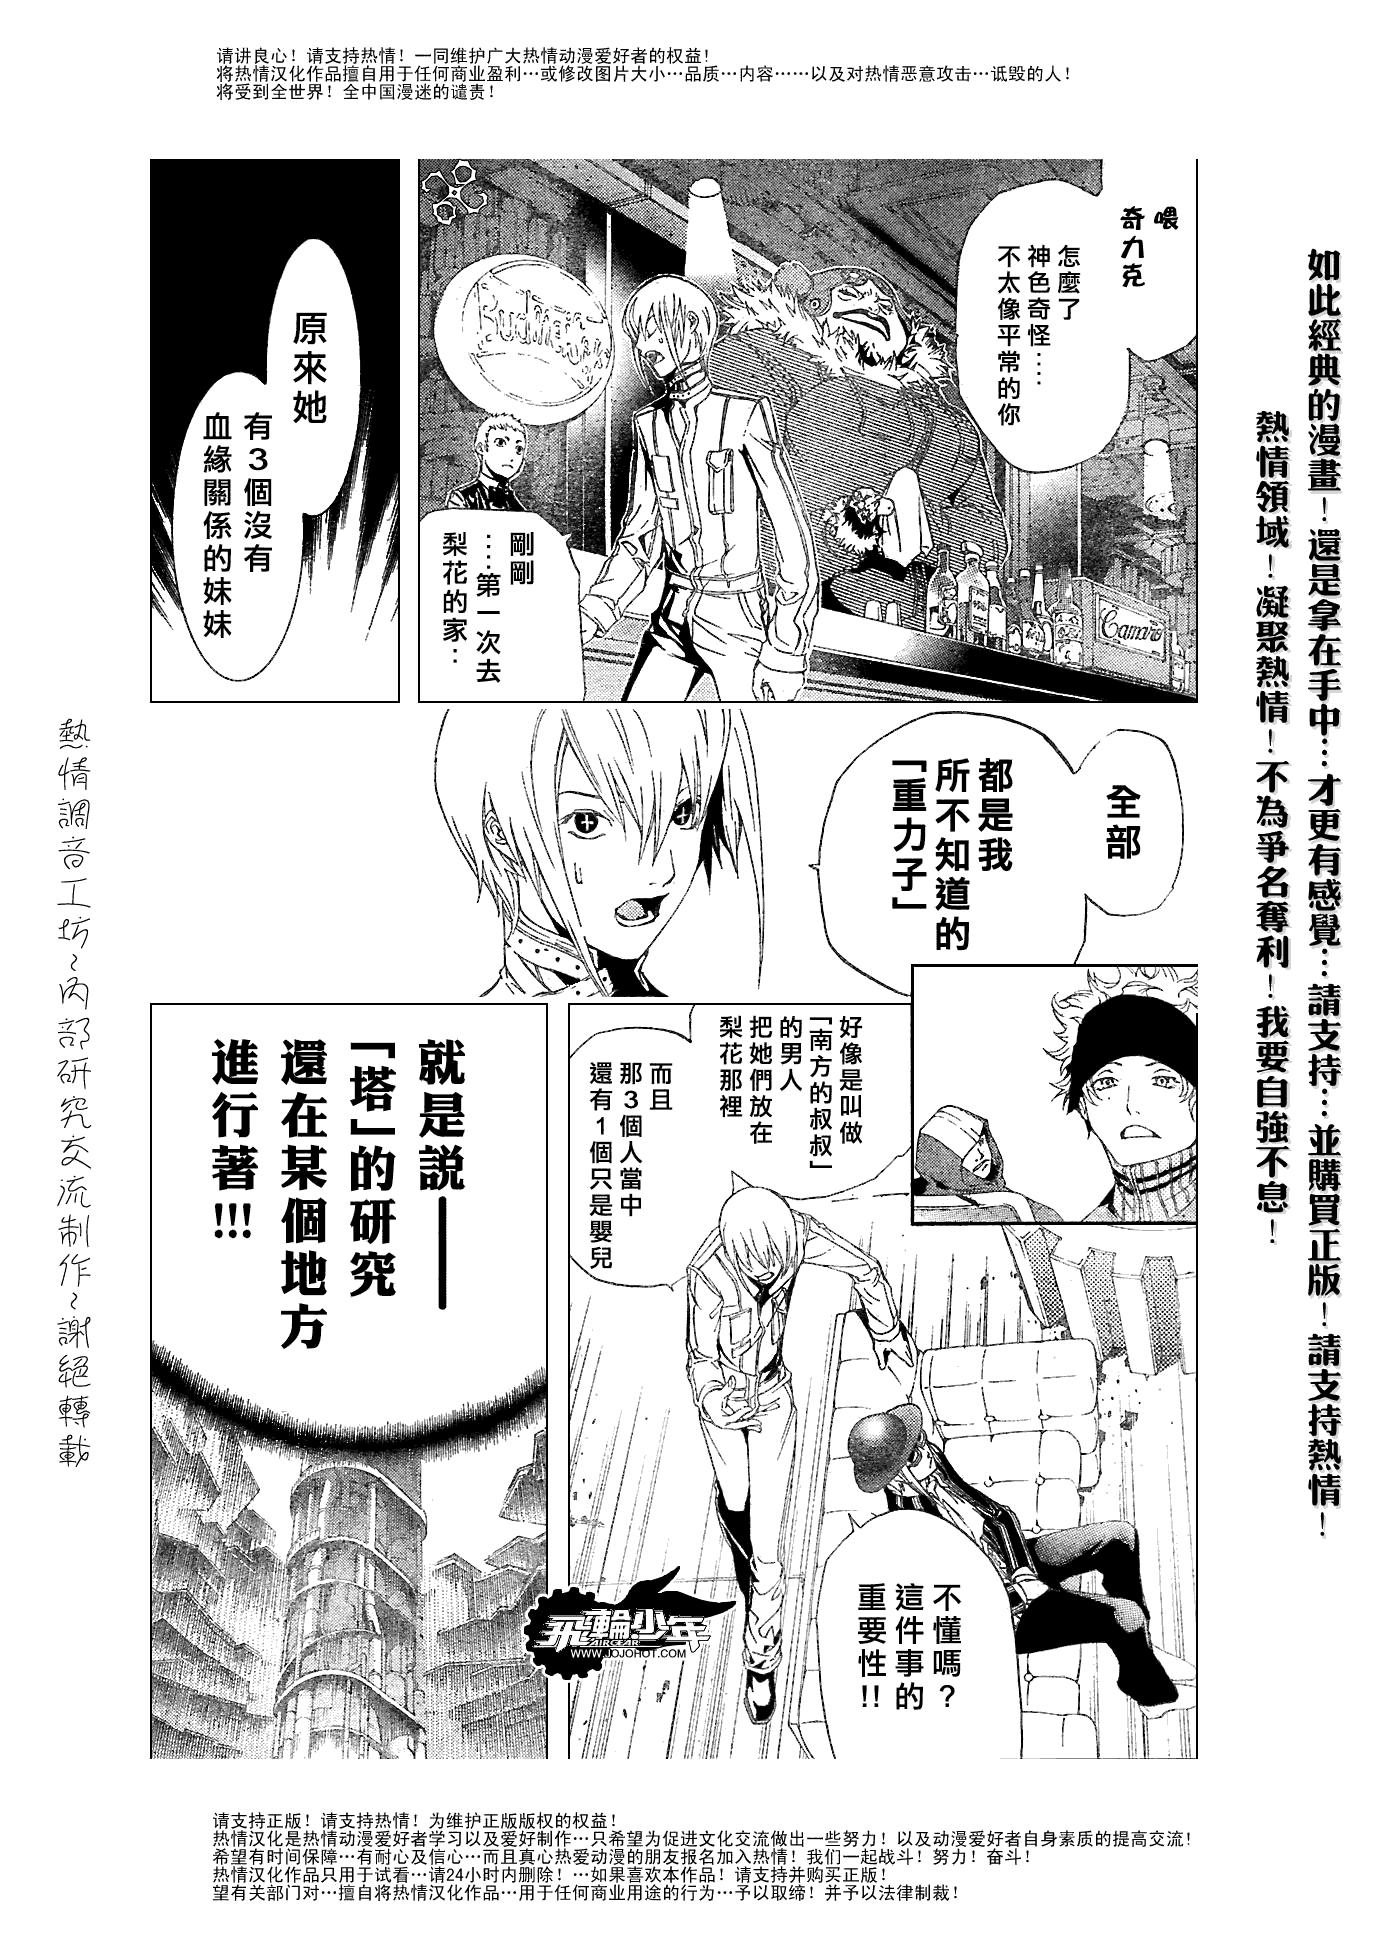 请讲良心！请支持热情！一同维护广大热情动漫爱好者的权益！
将热情汉化作品擅自用于任何商业盈利…或修改图片大小…品质…内容……以及对热情恶意攻击…诋毁的人！
将受到全世界！全中国漫迷的谴责！
如此經典的漫畫！還是拿在手中…才更有感覺…請支持…並購買正版！請支持熱情！
熱情領域！凝聚熱情！不為爭名奪利！我要自強不息！
喂
奇力克
怎麼了
神色奇怪…
不太像平常的你
Budweiser
Camaro
剛剛
…第一次去
梨花的家…
原來她
有3個沒有
血緣關係的妹妹
全部
都是我
所不知道的
「重力子」
好像是叫做
「南方的叔叔」
的男人
把她們放在
梨花那裡
而且
那3個人當中
還有1個只是嬰兒
不懂嗎？
這件事的
重要性!!
就是説——
「塔」的研究
還在某個地方
進行著!!!
飛輪少年
AIRGEAR
WWW.JOJOHOT.COM
熱情調音工坊~內部研究交流制作~謝絕轉載
请支持正版！请支持热情！为维护正版版权的权益！
热情汉化是热情动漫爱好者学习以及爱好制作…只希望为促进文化交流做出一些努力！以及动漫爱好者自身素质的提高交流！
希望有时间保障…有耐心及信心…而且真心热爱动漫的朋友报名加入热情！我们一起战斗！努力！奋斗！
热情汉化作品只用于试看…请24小时内删除！…如果喜欢本作品！请支持并购买正版！
望有关部门对…擅自将热情汉化作品…用于任何商业用途的行为…予以取缔！并予以法律制裁！